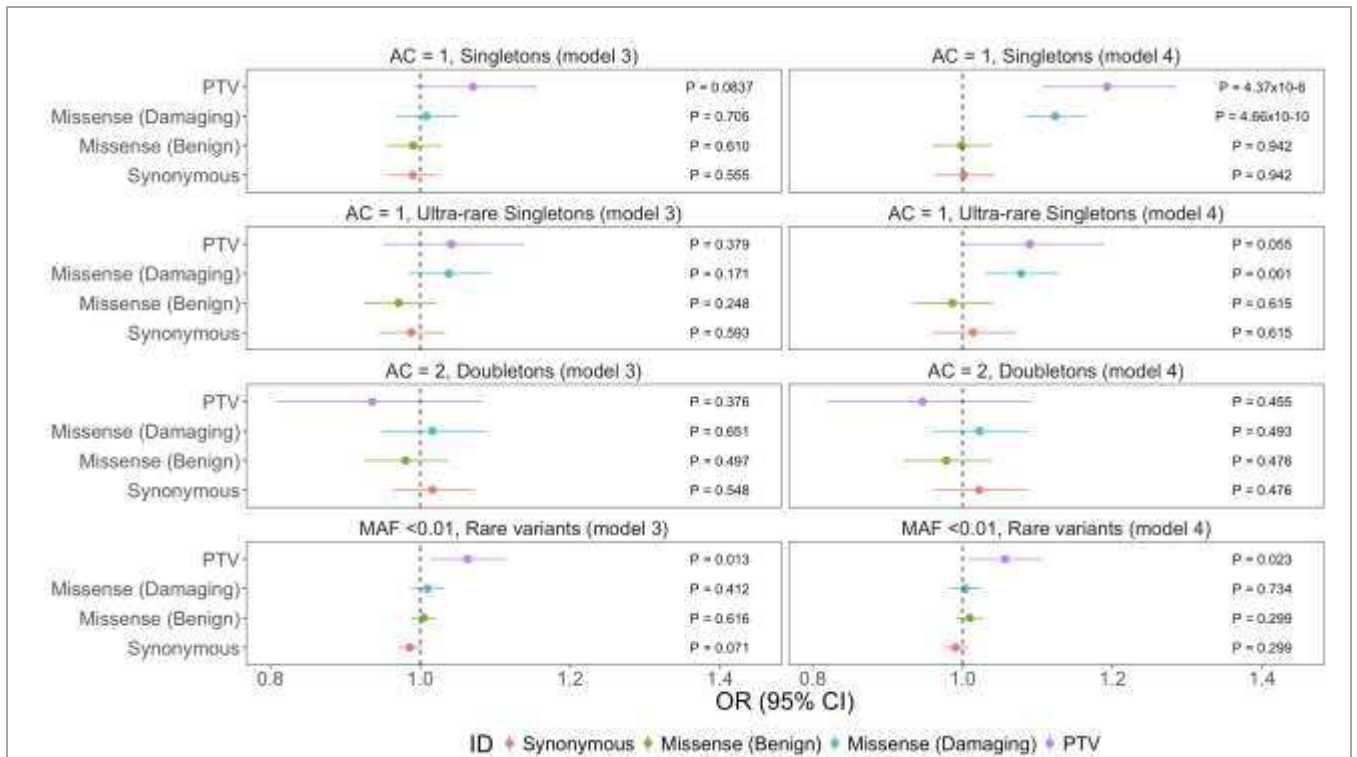 AC = 1, Singletons (model 3)
AC = 1, Singletons (model 4)
PTV
P = 0.0837
P = 4.37x10-6
Missense (Damaging)
P = 0.706
P = 4.66x10-10
Missense (Benign)
P = 0.610
P = 0.942
Synonymous
P = 0.565
P = 0.942
AC = 1, Ultra-rare Singletons (model 3)
AC = 1, Ultra-rare Singletons (model 4)
PTV
P = 0.379
P = 0.055
Missense (Damaging)
P = 0.171
P = 0.001
Missense (Benign)
P = 0.248
P = 0.615
Synonymous
P = 0.593
P = 0.615
AC = 2, Doubletons (model 3)
AC = 2, Doubletons (model 4)
PTV
P = 0.376
P = 0.455
Missense (Damaging)
P = 0.651
P = 0.493
Missense (Benign)
P = 0.497
P = 0.476
Synonymous
P = 0.548
P = 0.476
MAF <0.01, Rare variants (model 3)
MAF <0.01, Rare variants (model 4)
PTV
P = 0.013
P = 0.023
Missense (Damaging)
P = 0.412
P = 0.734
Missense (Benign)
P = 0.616
P = 0.299
Synonymous
P = 0.071
P = 0.299
0.8 1.0 1.2 1.4 0.8 1.0 1.2 1.4
OR (95% CI)
ID Synonymous Missense (Benign) Missense (Damaging) PTV